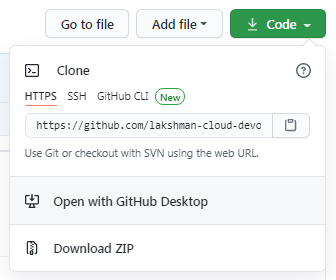 Go to file Add file Code
Clone
HTTPS SSH GitHub CLI New
https://github.com/lakshman-cloud-devo
Use Git or checkout with SVN using the web URL.
Open with GitHub Desktop
Download ZIP